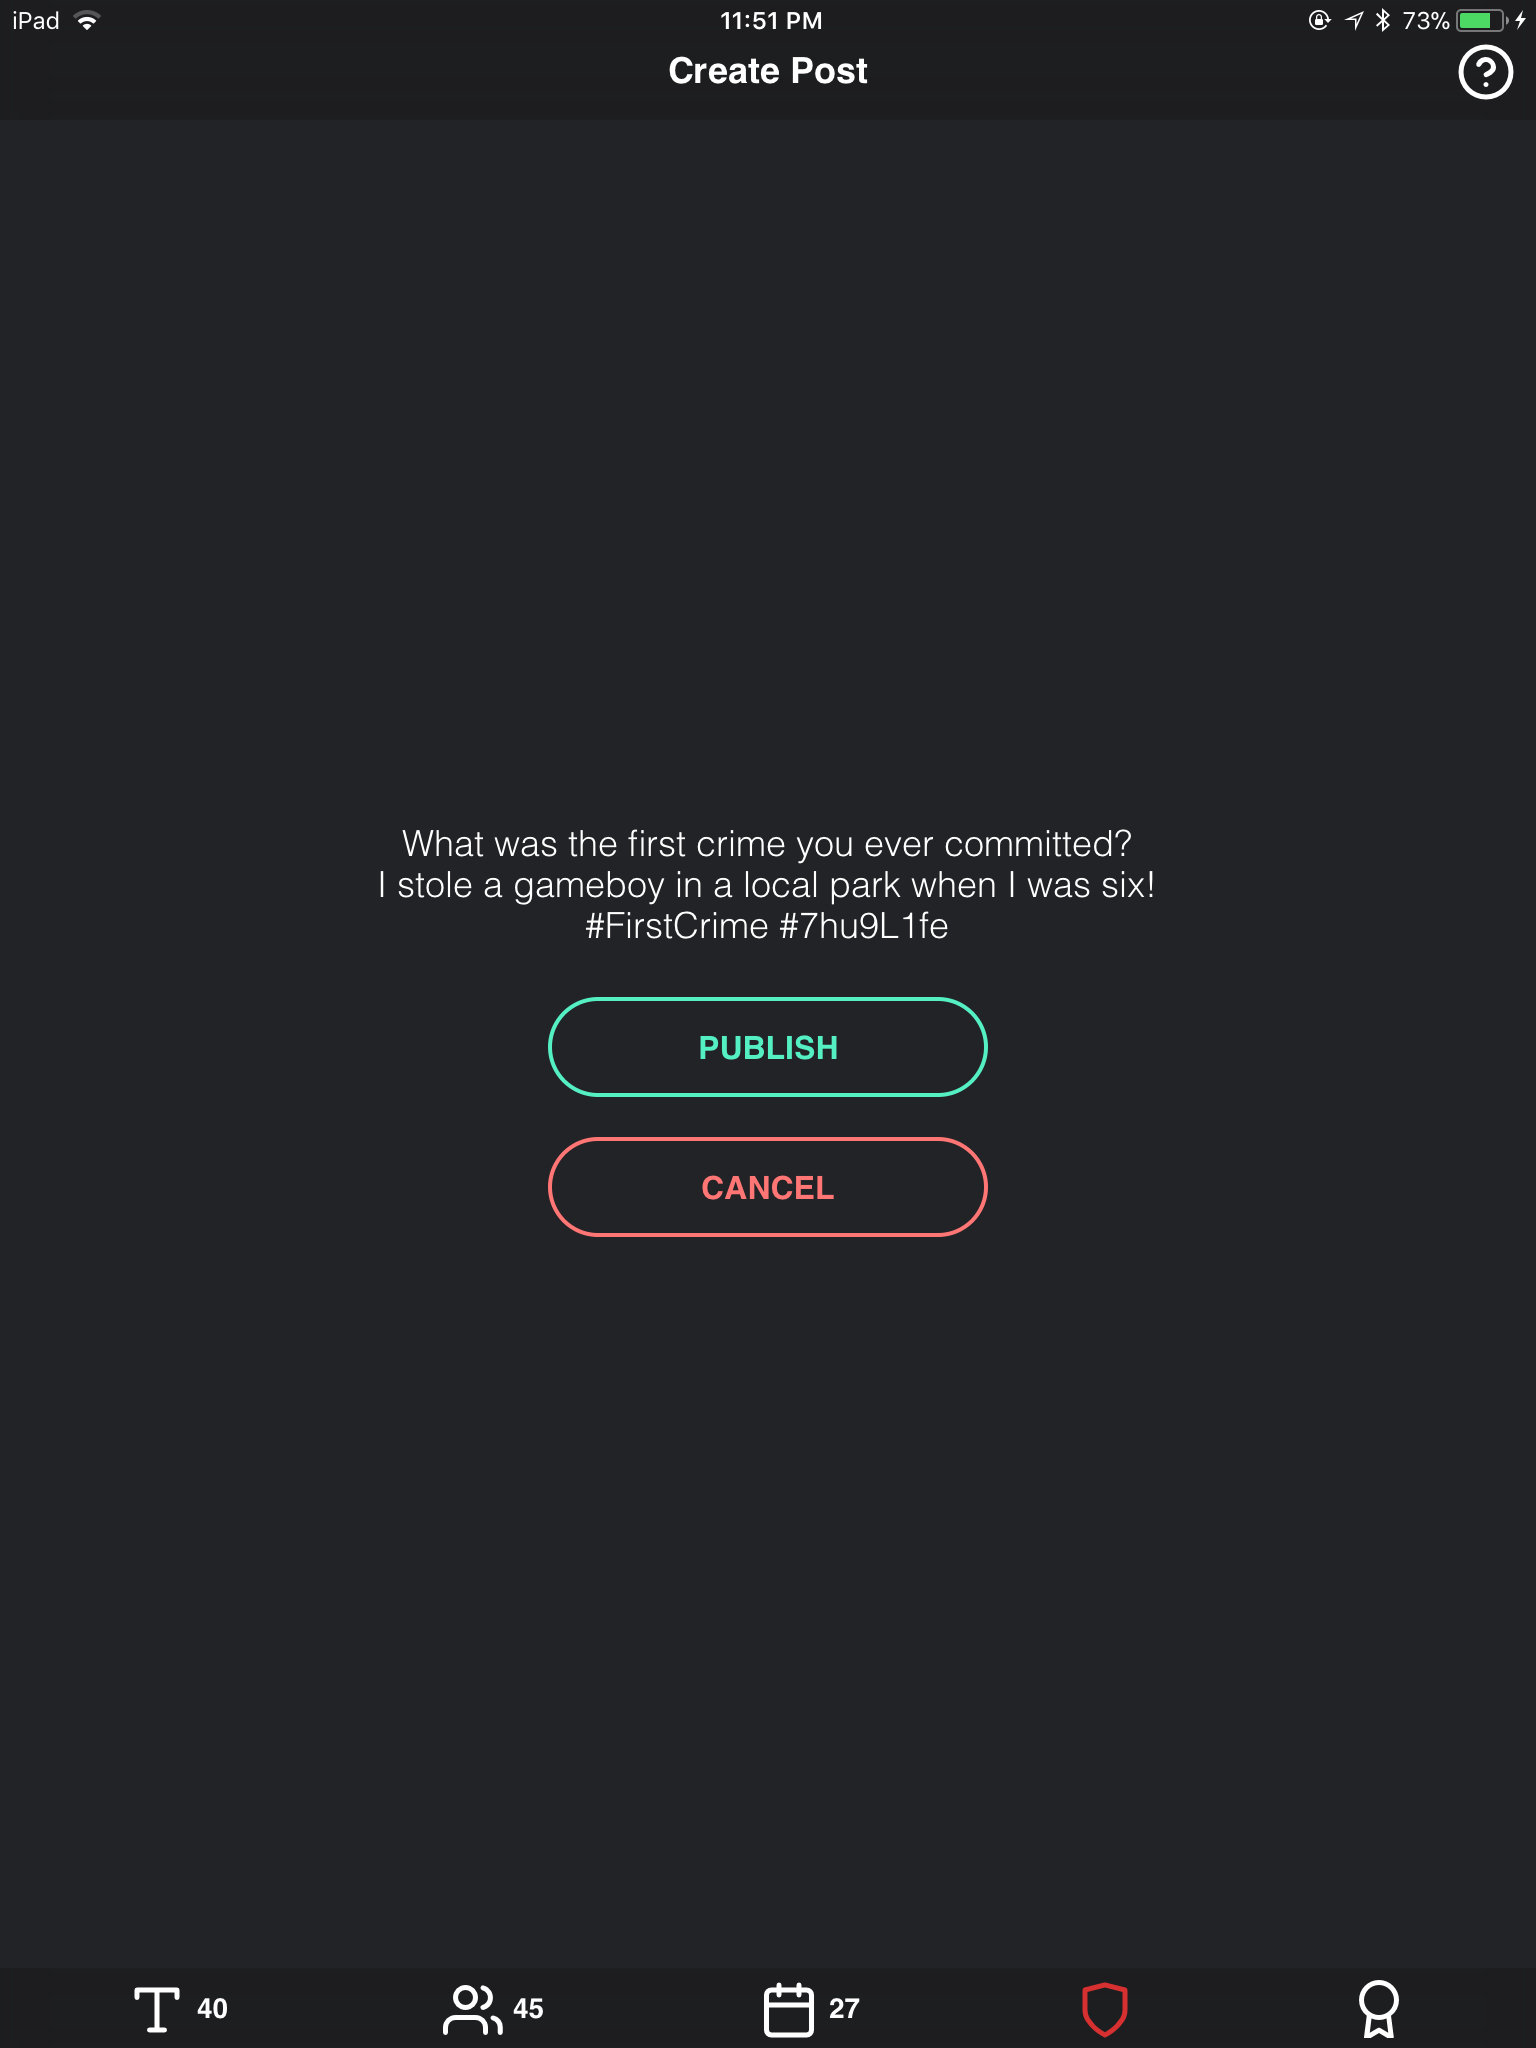 iPad 11:51 PM 73%
Create Post
What was the first crime you ever committed?
I stole a gameboy in a local park when I was six!
#FirstCrime #7hu9L1fe
PUBLISH
CANCEL
40 45 27